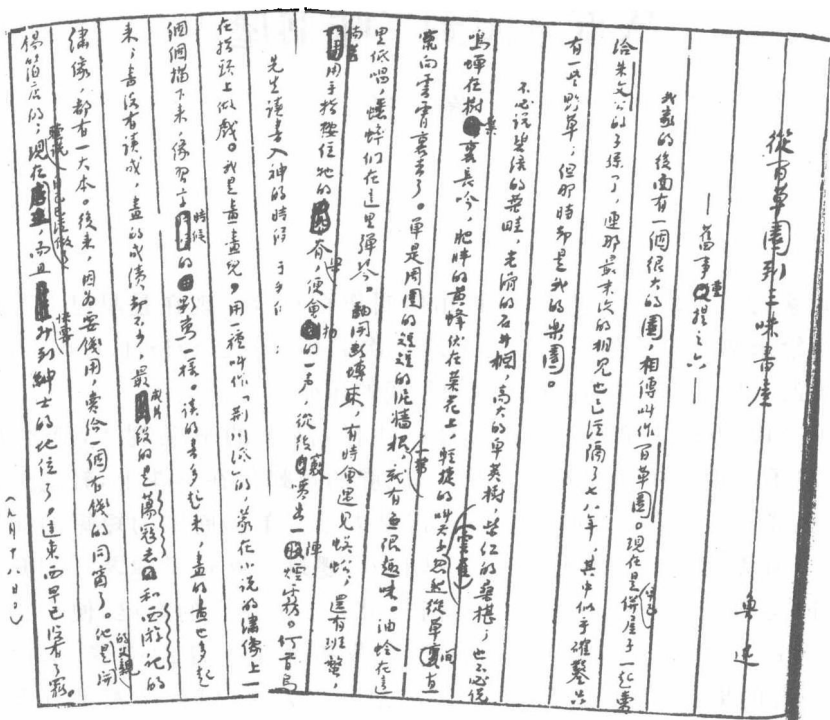 從百草園到三味書屋
——舊事重提之六——
魯迅
我家的後面有一個很大的園,相傳叫作百草園。現在是早已併屋子一起賣
給朱文公的子孫了,連那最末次的相見也已經隔了七八年,其中似乎確鑿只
有一些野草;但那時却是我的樂園。
不必說碧綠的菜畦,光滑的石井欄,高大的皁莢樹,紫紅的桑椹;也不必說
鳴蟬在樹葉裏長吟,肥胖的黃蜂伏在菜花上,輕捷的叫天子(雲雀)忽然從草間直
竄向雲霄裏去了。單是周圍的短短的泥牆根一帶,就有無限趣味。油蛉在這
里低唱,蟋蟀們在這里彈琴。翻開斷磚來,有時會遇見蜈蚣;還有斑蝥,
倘若用手指按住牠的脊梁,便會拍的一聲,從後竅噴出一陣煙霧。何首烏
先生讀書入神的時候,于我
在指頭上做戲。我是畫畫兒,用一種叫作「荊川紙」的,蒙在小說的繡像上一
個個描下來,像習字時候的影寫一樣。讀的書多起來,畫的畫也多起
來;書沒有讀成,畫的成績却不少,最成片段的是蕩寇志和西游記的
繡像,都有一大本。後來,因為要錢用,賣給一個有錢的同窗了。他的父親是開
錫箔店的;聽說現在自己已經做了店主,而且快要升到紳士的地位了。這東西早已沒有了罷。
(九月十八日。)